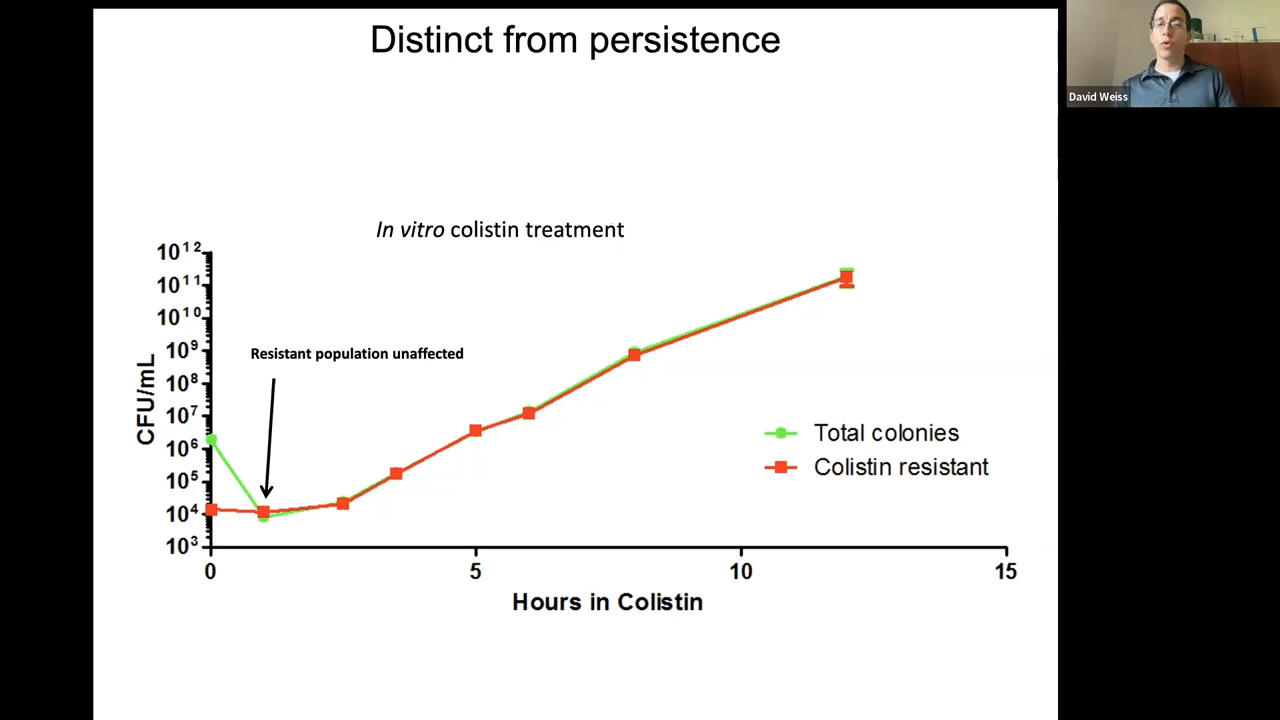 Distinct from persistence
David Weiss
In vitro colistin treatment
10¹²
10¹¹
10¹⁰
10⁹
10⁸
10⁷
10⁶
10⁵
10⁴
10³
CFU/mL
Resistant population unaffected
Total colonies
Colistin resistant
0 5 10 15
Hours in Colistin